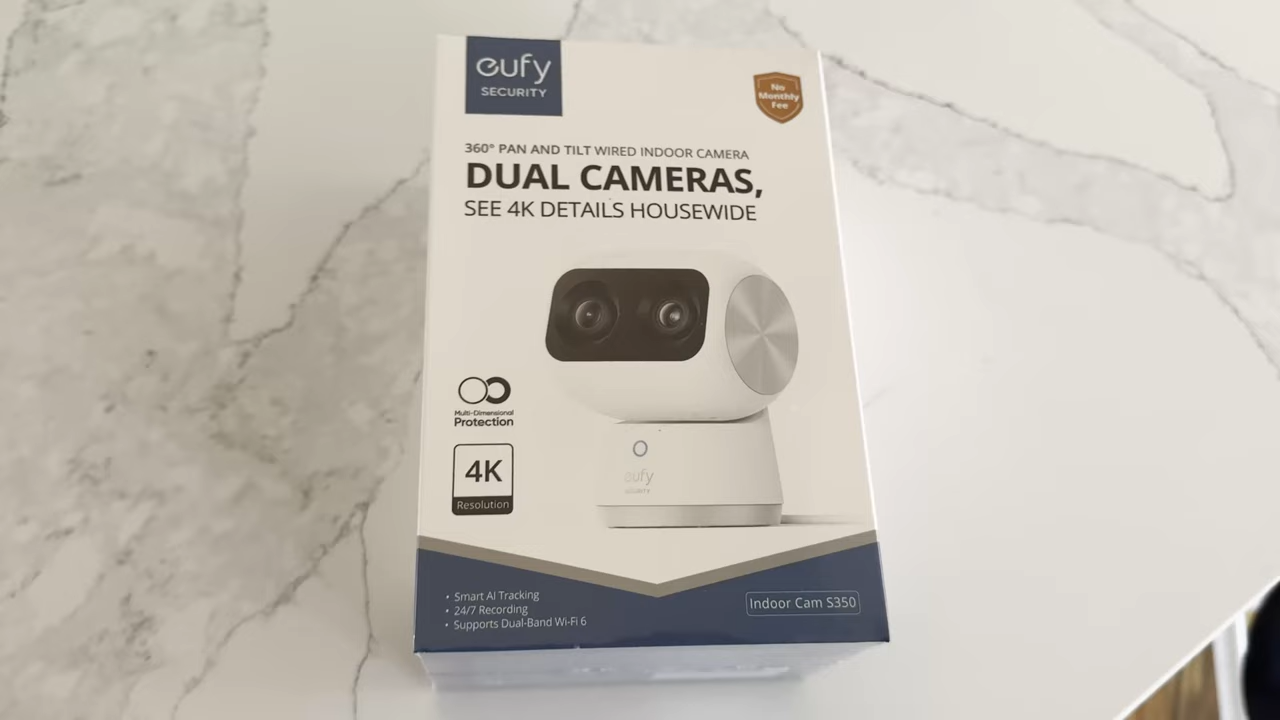 eufy
SECURITY
No
Monthly
Fee
360° PAN AND TILT WIRED INDOOR CAMERA
DUAL CAMERAS,
SEE 4K DETAILS HOUSEWIDE
Multi-Dimensional
Protection
4K
Resolution
eufy
SECURITY
• Smart AI Tracking
• 24/7 Recording
• Supports Dual-Band Wi-Fi 6
Indoor Cam S350